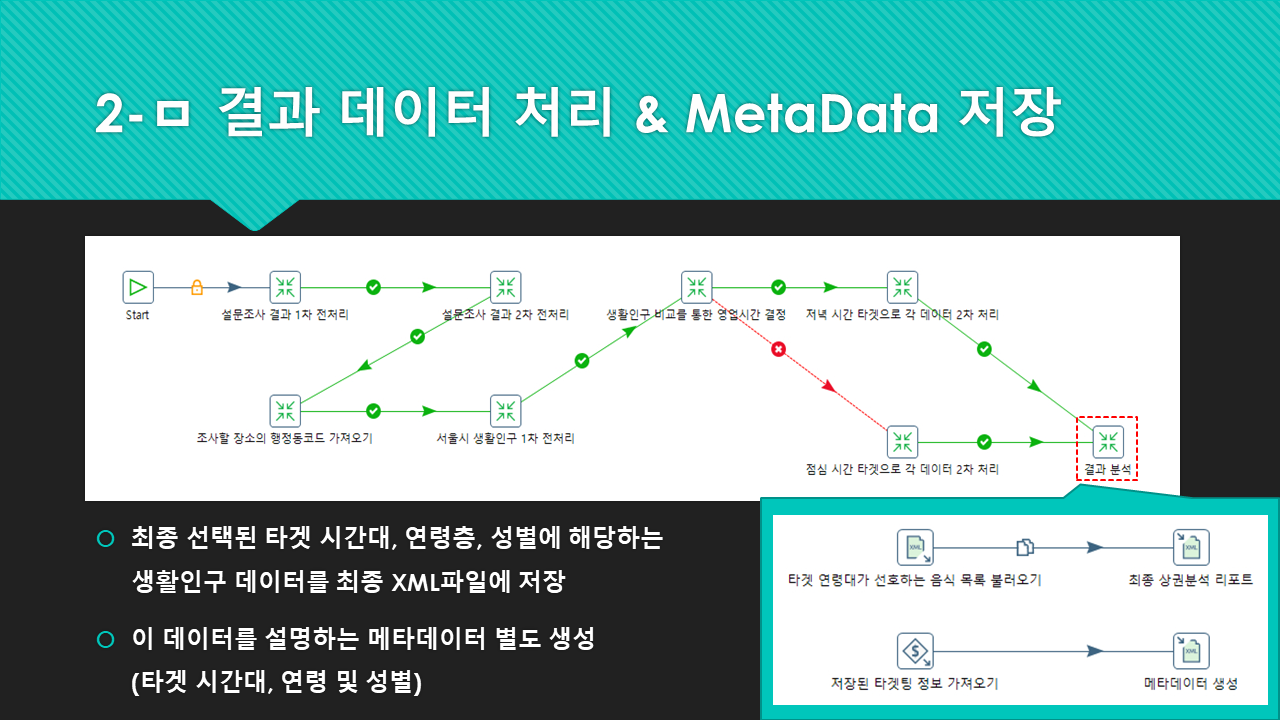 2-ㅁ 결과 데이터 처리 & MetaData 저장
Start
설문조사 결과 1차 전처리
설문조사 결과 2차 전처리
생활인구 비교를 통한 영업시간 결정
저녁 시간 타겟으로 각 데이터 2차 처리
조사할 장소의 행정동코드 가져오기
서울시 생활인구 1차 전처리
점심 시간 타겟으로 각 데이터 2차 처리
결과 분석
최종 선택된 타겟 시간대, 연령층, 성별에 해당하는
생활인구 데이터를 최종 XML파일에 저장
이 데이터를 설명하는 메타데이터 별도 생성
(타겟 시간대, 연령 및 성별)
XML
XML
타겟 연령대가 선호하는 음식 목록 불러오기
최종 상권분석 리포트
$
XML
저장된 타겟팅 정보 가져오기
메타데이터 생성